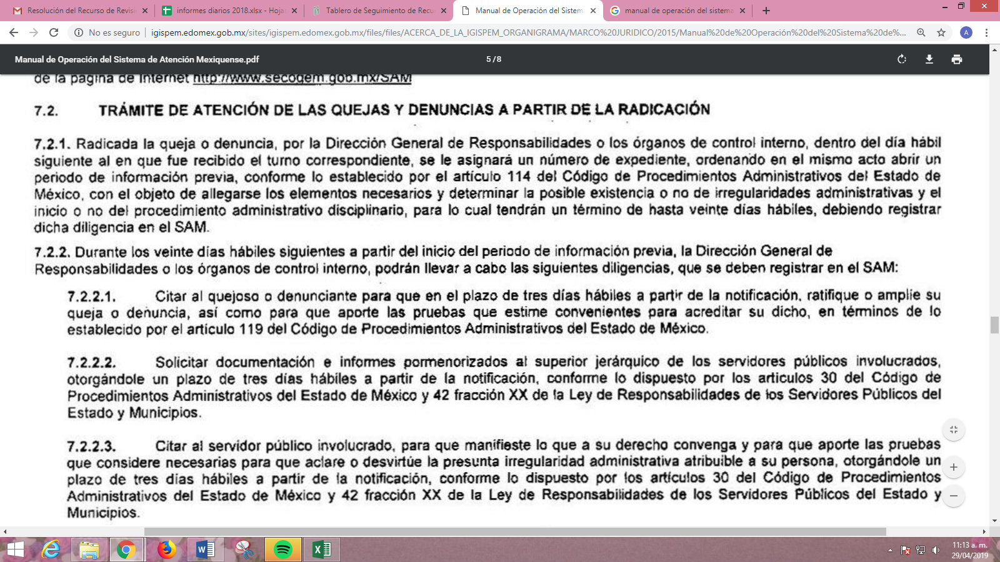 Resolución del Recurso de Revisi
informes diarios 2018.xlsx - Hoja
Tablero de Seguimiento de Recu
Manual de Operación del Sistema
manual de operación del sistema
No es seguro
igispem.edomex.gob.mx/sites/igispem.edomex.gob.mx/files/files/ACERCA_DE_LA_IGISPEM_ORGANIGRAMA/MARCO%20JURIDICO/2015/Manual%20de%20Operación%20del%20Sistema%20de%...
A
Manual de Operación del Sistema de Atención Mexiquense.pdf
5 / 8
de la página de Internet http://www.secogem.gob.mx/SAM
7.2. TRÁMITE DE ATENCIÓN DE LAS QUEJAS Y DENUNCIAS A PARTIR DE LA RADICACIÓN
7.2.1. Radicada la queja o denuncia, por la Dirección General de Responsabilidades o los órganos de control interno, dentro del día hábil
siguiente al en que fue recibido el turno correspondiente, se le asignará un número de expediente, ordenando en el mismo acto abrir un
periodo de información previa, conforme lo establecido por el artículo 114 del Código de Procedimientos Administrativos del Estado de
México, con el objeto de allegarse los elementos necesarios y determinar la posible existencia o no de irregularidades administrativas y el
inicio o no del procedimiento administrativo disciplinario, para lo cual tendrán un término de hasta veinte días hábiles, debiendo registrar
dicha diligencia en el SAM.
7.2.2. Durante los veinte días hábiles siguientes a partir del inicio del periodo de información previa, la Dirección General de
Responsabilidades o los órganos de control interno, podrán llevar a cabo las siguientes diligencias, que se deben registrar en el SAM:
7.2.2.1. Citar al quejoso o denunciante para que en el plazo de tres días hábiles a partir de la notificación, ratifique o amplie su
queja o denuncia, así como para que aporte las pruebas que estime convenientes para acreditar su dicho, en términos de lo
establecido por el artículo 119 del Código de Procedimientos Administrativos del Estado de México.
7.2.2.2. Solicitar documentación e informes pormenorizados al superior jerárquico de los servidores públicos involucrados,
otorgándole un plazo de tres días hábiles a partir de la notificación, conforme lo dispuesto por los articulos 30 del Código de
Procedimientos Administrativos del Estado de México y 42 fracción XX de la Ley de Responsabilidades de los Servidores Públicos del
Estado y Municipios.
7.2.2.3. Citar al servidor público involucrado, para que manifieste lo que a su derecho convenga y para que aporte las pruebas
que considere necesarias para que aclare o desvirtúe la presunta irregularidad administrativa atribuible a su persona, otorgándole un
plazo de tres días hábiles a partir de la notificación, conforme lo dispuesto por los artículos 30 del Código de Procedimientos
Administrativos del Estado de México y 42 fracción XX de la Ley de Responsabilidades de los Servidores Públicos del Estado y
Municipios.
11:13 a. m.
29/04/2019